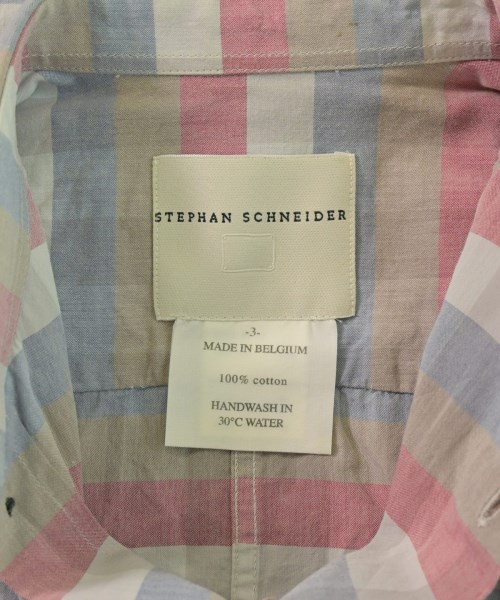 STEPHAN SCHNEIDER
-3-
MADE IN BELGIUM
100% cotton
HANDWASH IN
30°C WATER